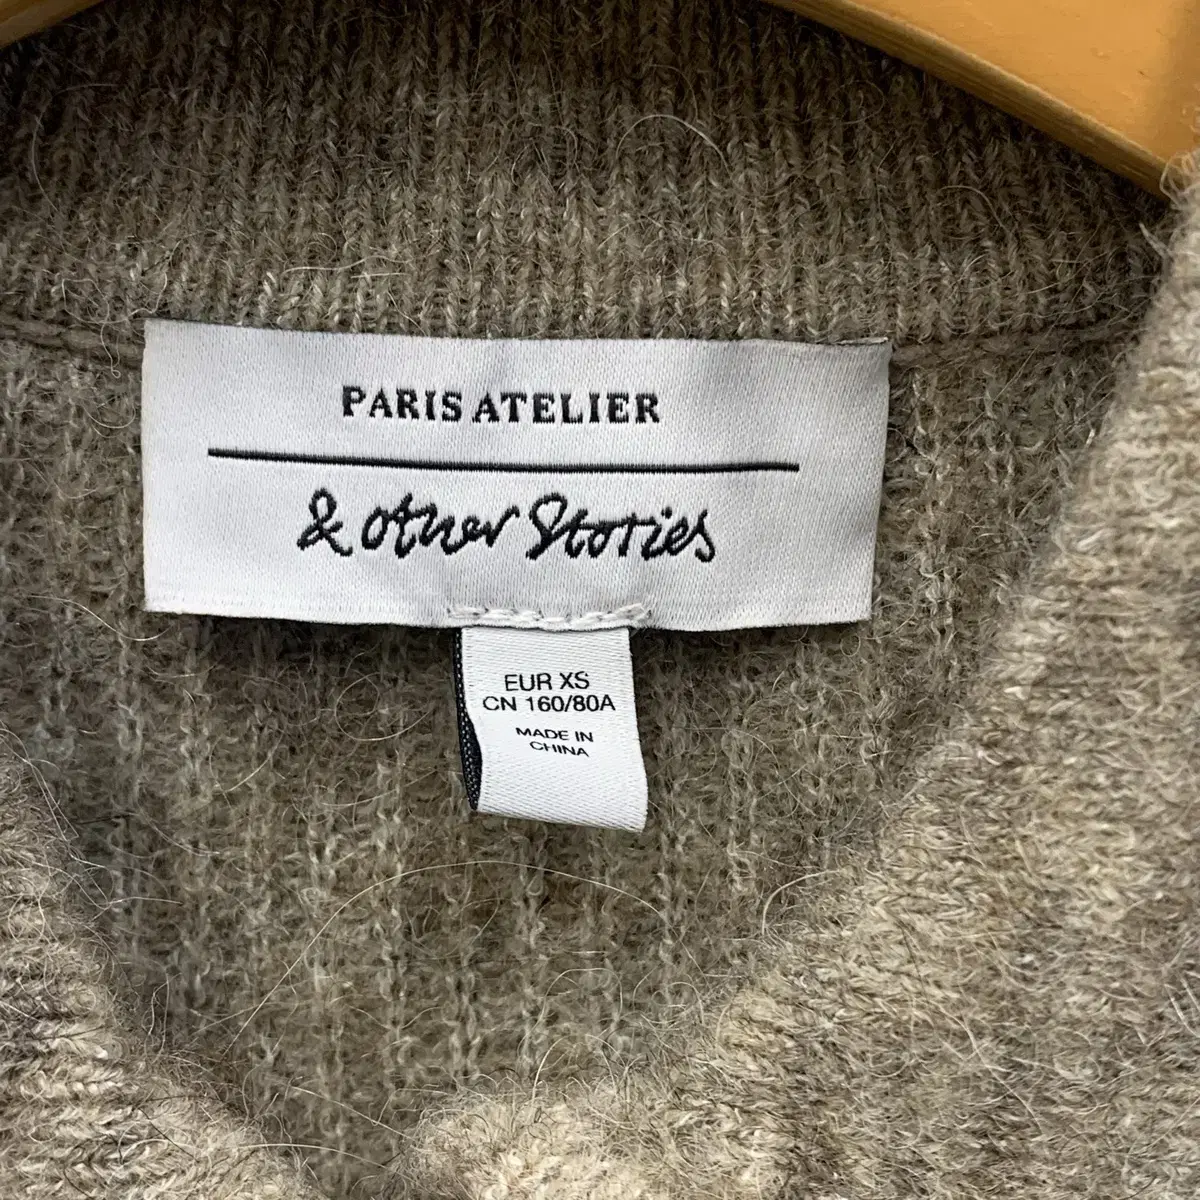 PARIS ATELIER
& other Stories
EUR XS
CN 160/80A
MADE IN
CHINA